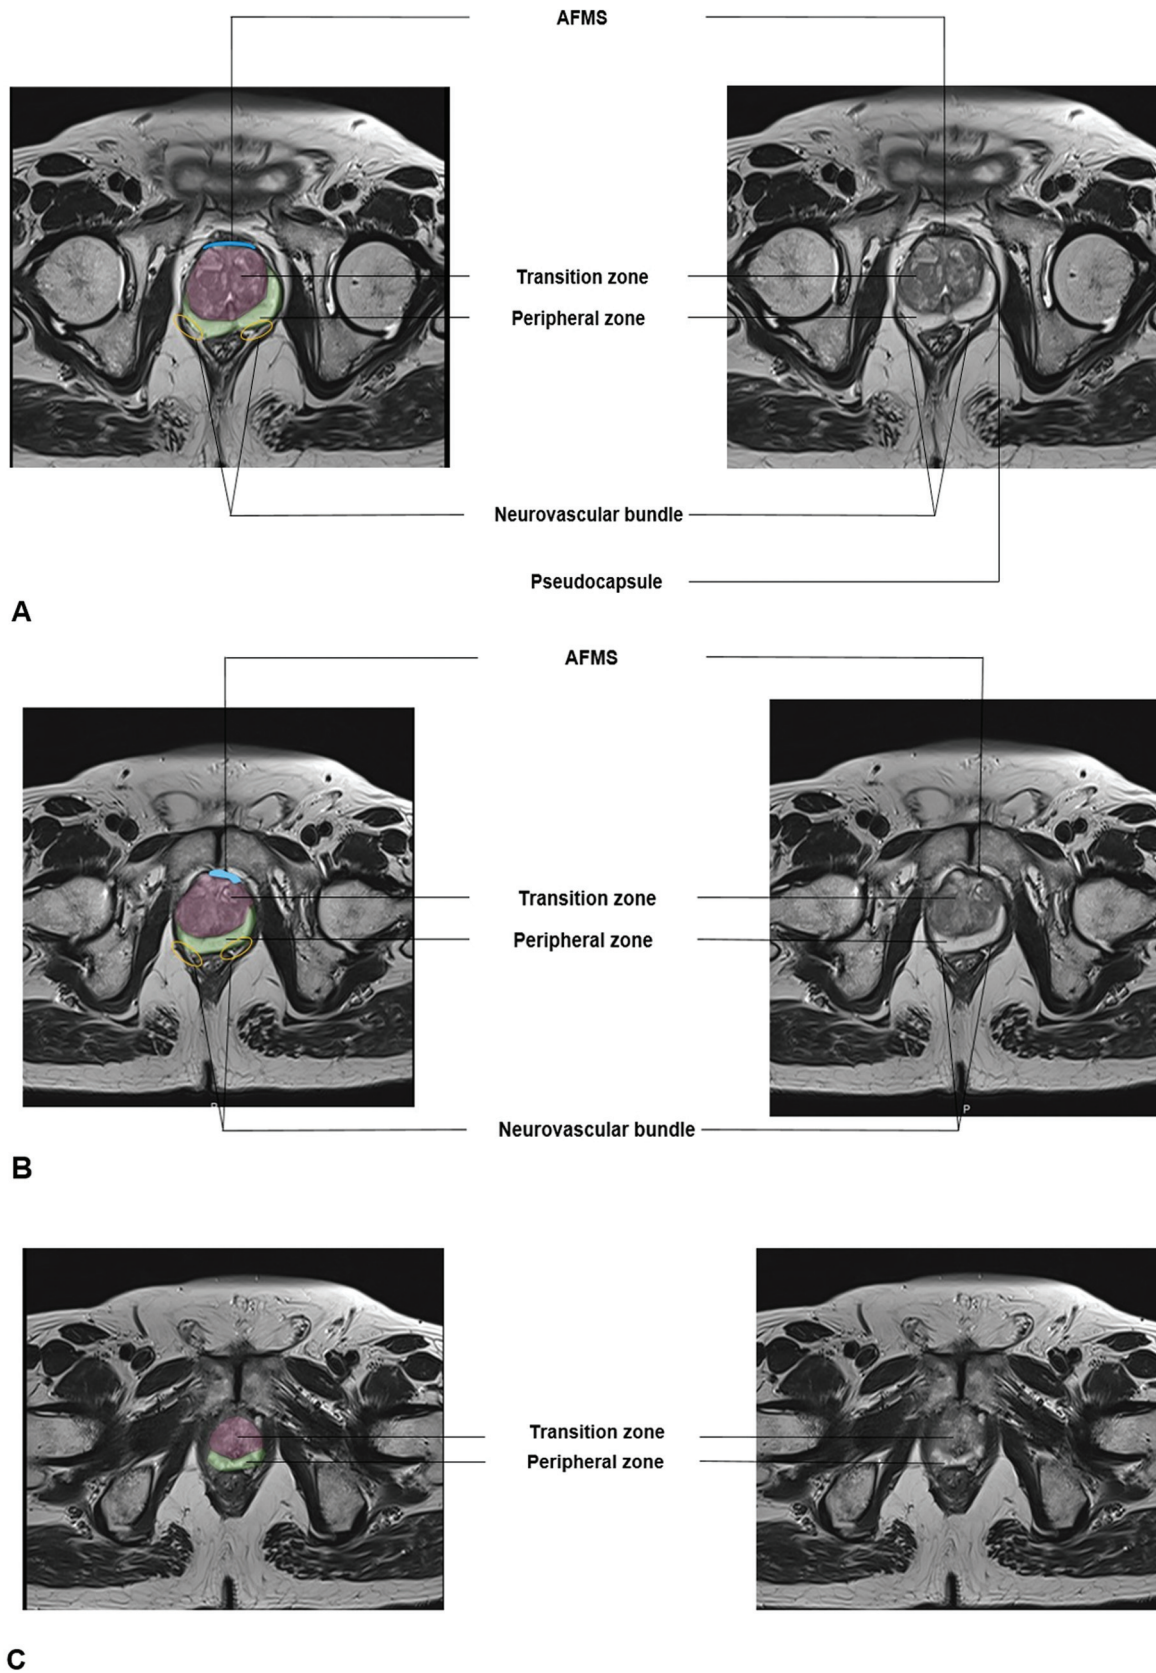 AFMS
Transition zone
Peripheral zone
Neurovascular bundle
Pseudocapsule
A
AFMS
Transition zone
Peripheral zone
P
Neurovascular bundle
B
Transition zone
Peripheral zone
C